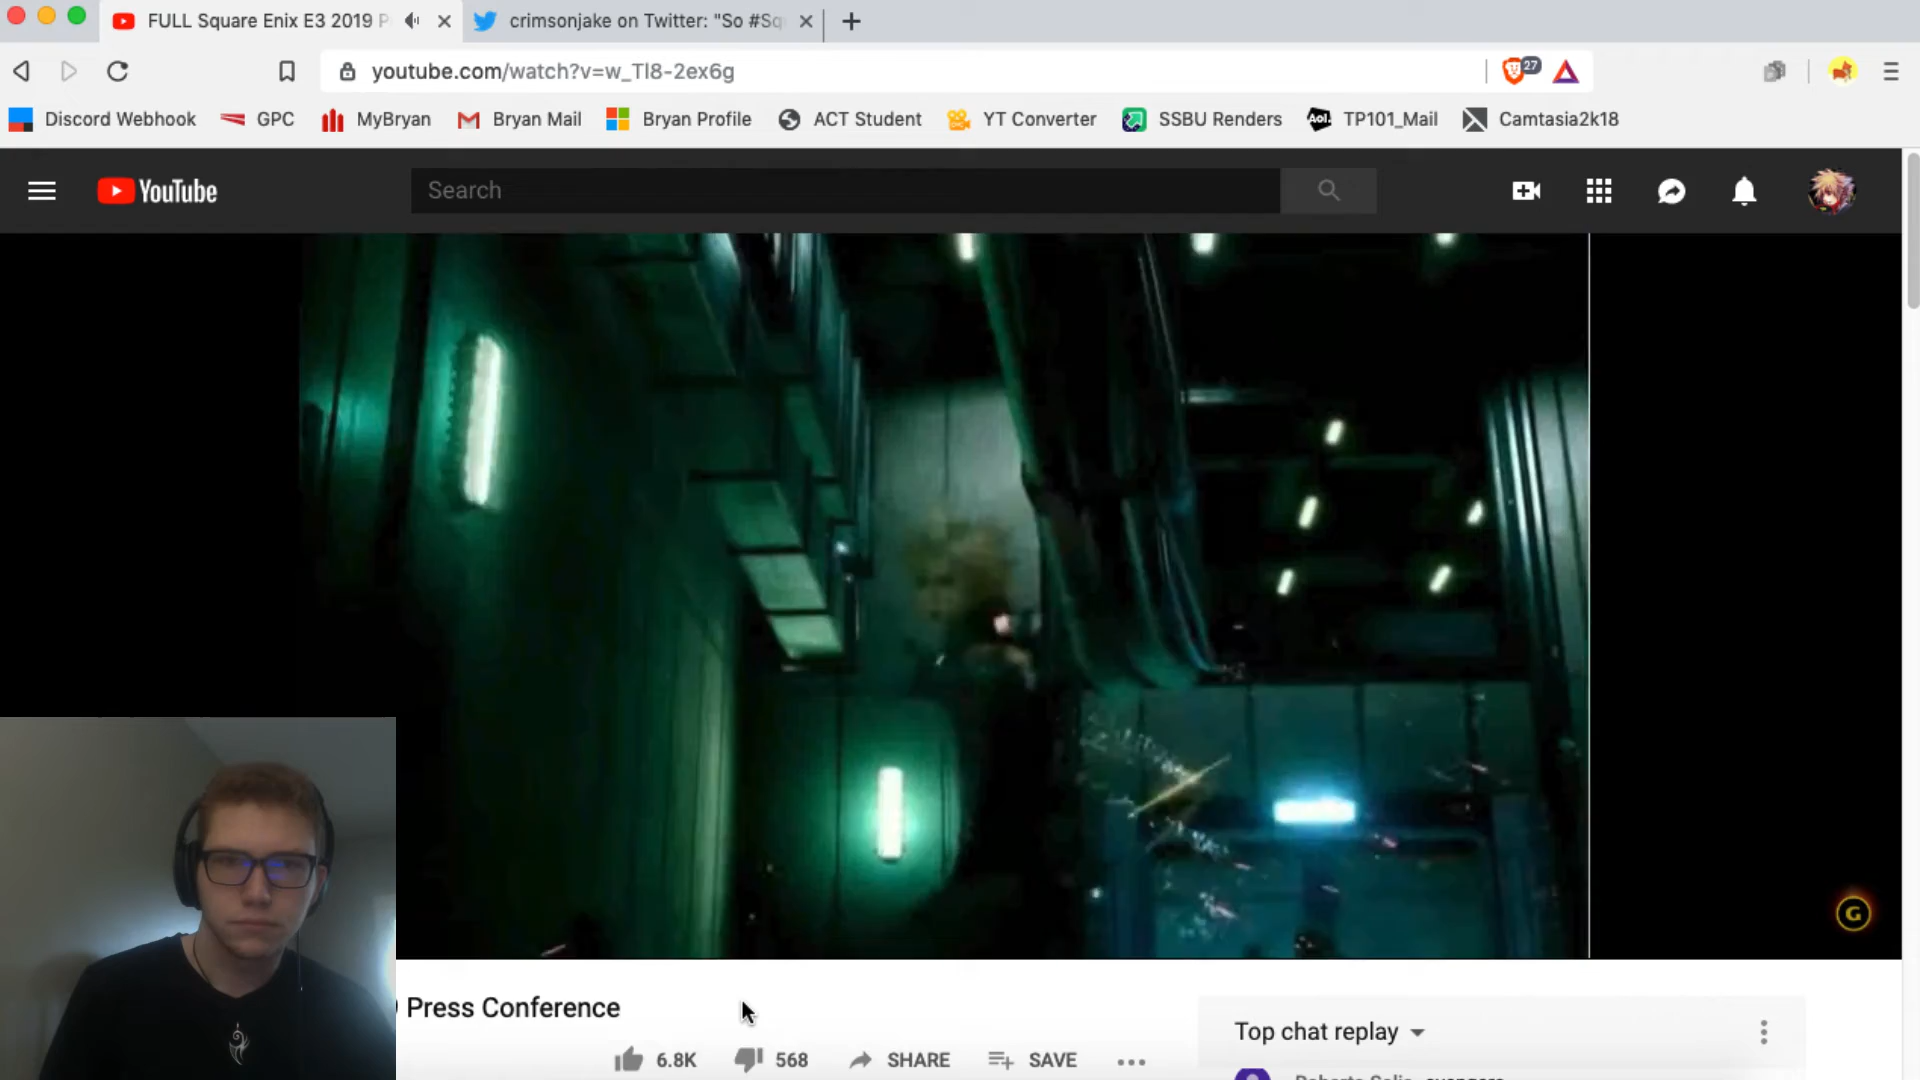 FULL Square Enix E3 2019 P
crimsonjake on Twitter: "So #Sq
youtube.com/watch?v=w_Tl8-2ex6g
27
Discord Webhook
GPC
MyBryan
Bryan Mail
Bryan Profile
ACT Student
YT Converter
SSBU Renders
Aol.
TP101_Mail
Camtasia2k18
YouTube
Search
G
Press Conference
6.8K
568
SHARE
SAVE
Top chat replay